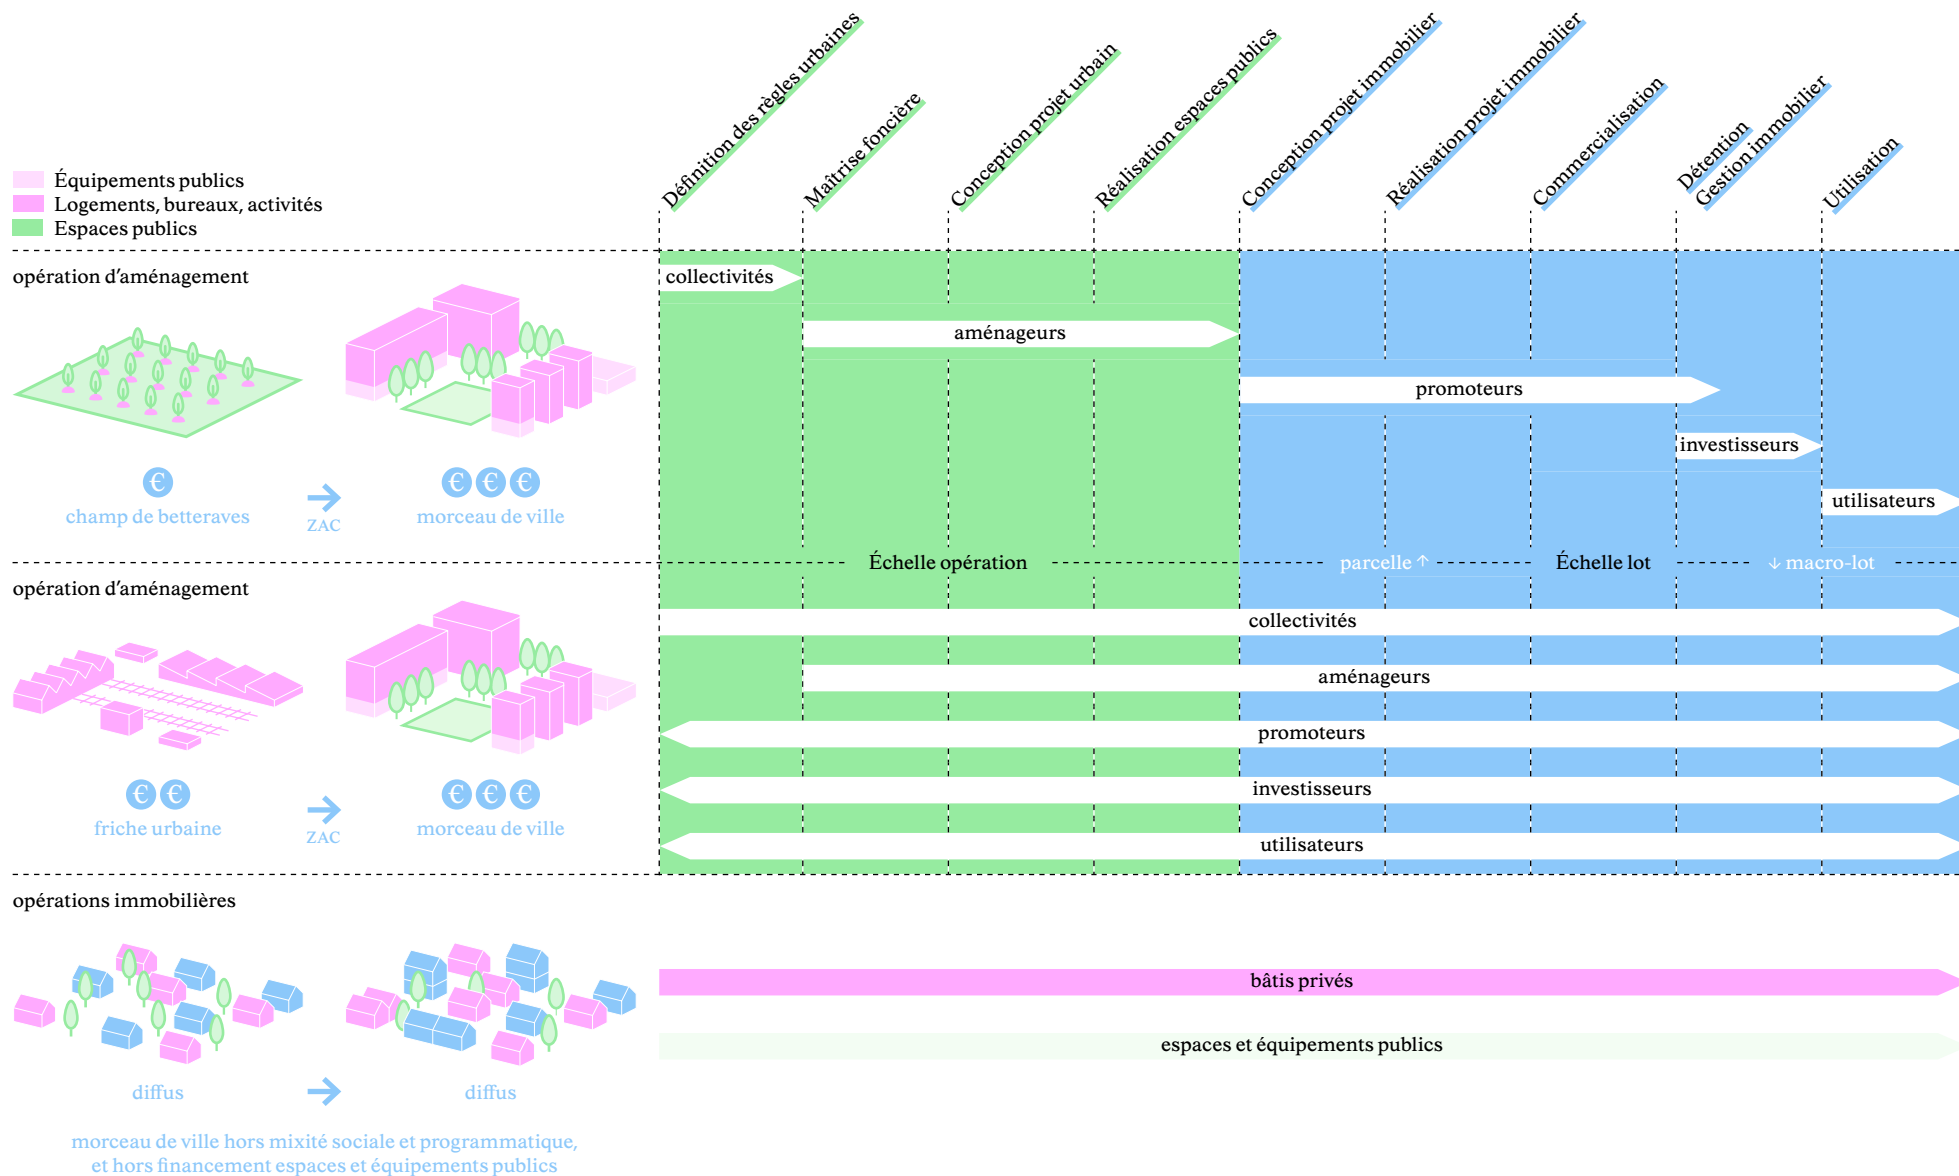 Définition des règles urbaines
Maîtrise foncière
Conception projet urbain
Réalisation espaces publics
Conception projet immobilier
Réalisation projet immobilier
Commercialisation
Détention
Gestion immobilier
Utilisation
Équipements publics
Logements, bureaux, activités
Espaces publics
opération d'aménagement
€
champ de betteraves
ZAC
€ € €
morceau de ville
collectivités
aménageurs
promoteurs
investisseurs
utilisateurs
Échelle opération
parcelle ↑
Échelle lot
↓ macro-lot
opération d'aménagement
€ €
friche urbaine
ZAC
€ € €
morceau de ville
collectivités
aménageurs
promoteurs
investisseurs
utilisateurs
opérations immobilières
diffus
diffus
morceau de ville hors mixité sociale et programmatique,
et hors financement espaces et équipements publics
bâtis privés
espaces et équipements publics